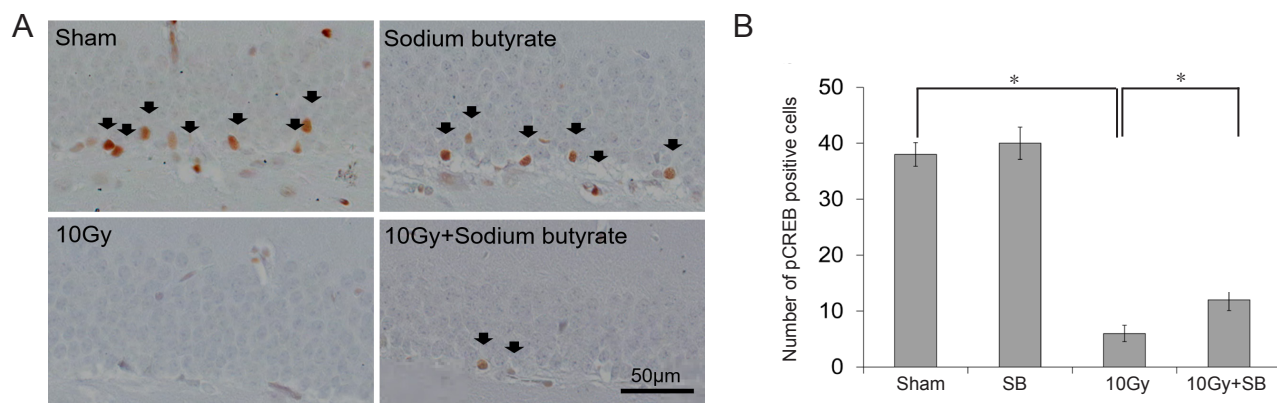 A
Sham
Sodium butyrate
10Gy
10Gy+Sodium butyrate
50μm
B
* *
Number of pCREB positive cells
50
40
30
20
10
0
Sham SB 10Gy 10Gy+SB